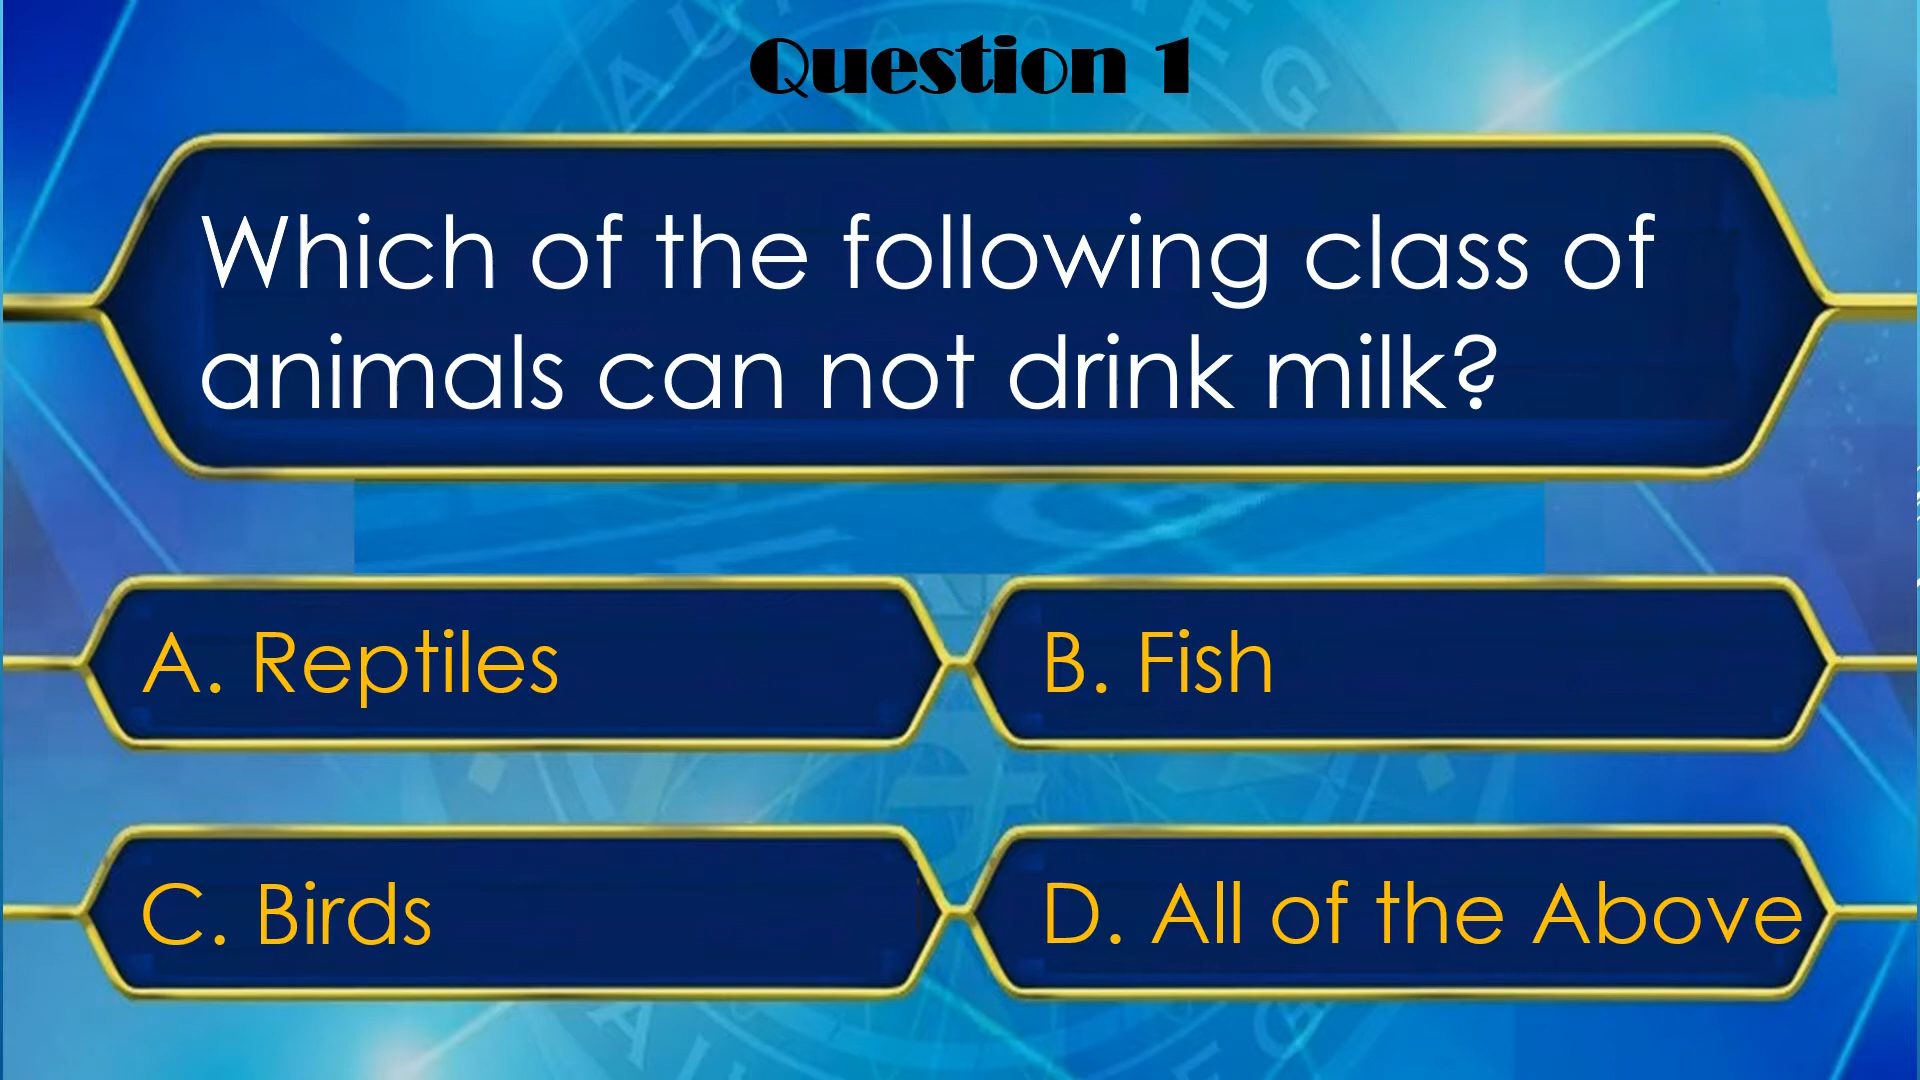 Question 1
Which of the following class of
animals can not drink milk?
A. Reptiles
B. Fish
C. Birds
D. All of the Above